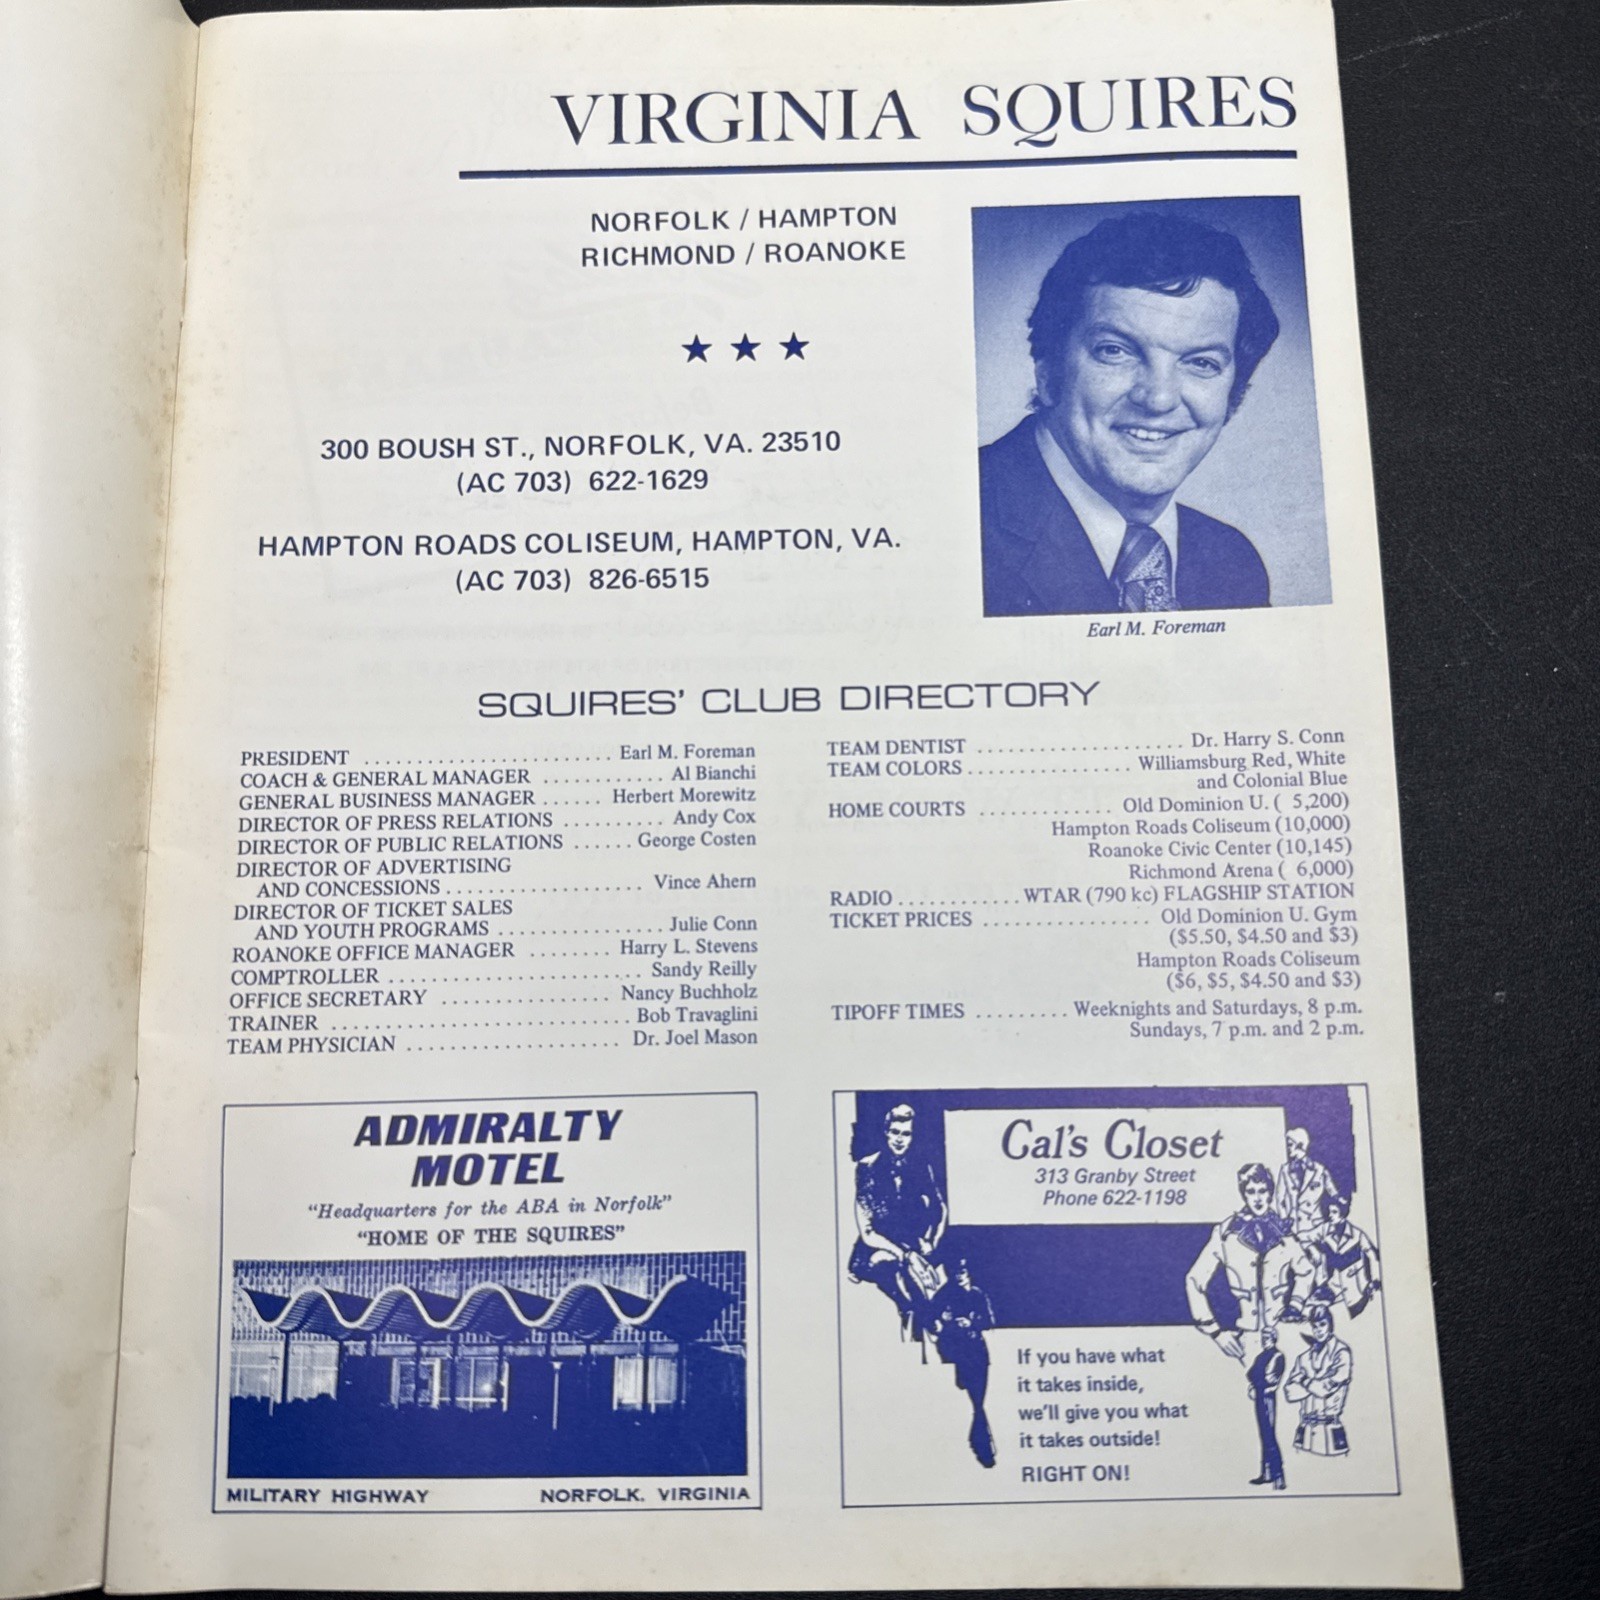 VIRGINIA SQUIRES
NORFOLK / HAMPTON
RICHMOND / ROANOKE
★ ★ ★
300 BOUSH ST., NORFOLK, VA. 23510
(AC 703) 622-1629
HAMPTON ROADS COLISEUM, HAMPTON, VA.
(AC 703) 826-6515
Earl M. Foreman
SQUIRES' CLUB DIRECTORY
PRESIDENT ........................ Earl M. Foreman
COACH & GENERAL MANAGER ............ Al Bianchi
GENERAL BUSINESS MANAGER ...... Herbert Morewitz
DIRECTOR OF PRESS RELATIONS .......... Andy Cox
DIRECTOR OF PUBLIC RELATIONS ...... George Costen
DIRECTOR OF ADVERTISING
AND CONCESSIONS .................... Vince Ahern
DIRECTOR OF TICKET SALES
AND YOUTH PROGRAMS ................. Julie Conn
ROANOKE OFFICE MANAGER ........ Harry L. Stevens
COMPTROLLER .......................... Sandy Reilly
OFFICE SECRETARY ................. Nancy Buchholz
TRAINER .............................. Bob Travaglini
TEAM PHYSICIAN ..................... Dr. Joel Mason
TEAM DENTIST .................... Dr. Harry S. Conn
TEAM COLORS ................ Williamsburg Red, White
and Colonial Blue
HOME COURTS ............. Old Dominion U. ( 5,200)
Hampton Roads Coliseum (10,000)
Roanoke Civic Center (10,145)
Richmond Arena ( 6,000)
RADIO ............ WTAR (790 kc) FLAGSHIP STATION
TICKET PRICES ................ Old Dominion U. Gym
($5.50, $4.50 and $3)
Hampton Roads Coliseum
($6, $5, $4.50 and $3)
TIPOFF TIMES ......... Weeknights and Saturdays, 8 p.m.
Sundays, 7 p.m. and 2 p.m.
ADMIRALTY
MOTEL
“Headquarters for the ABA in Norfolk”
“HOME OF THE SQUIRES”
MILITARY HIGHWAY NORFOLK. VIRGINIA
Cal's Closet
313 Granby Street
Phone 622-1198
If you have what
it takes inside,
we'll give you what
it takes outside!
RIGHT ON!